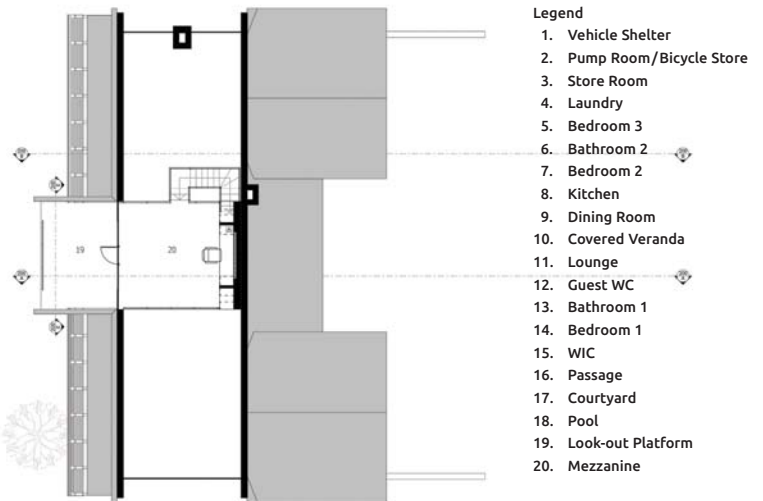 Legend
1. Vehicle Shelter
2. Pump Room/Bicycle Store
3. Store Room
4. Laundry
5. Bedroom 3
6. Bathroom 2
7. Bedroom 2
8. Kitchen
9. Dining Room
10. Covered Veranda
11. Lounge
12. Guest WC
13. Bathroom 1
14. Bedroom 1
15. WIC
16. Passage
17. Courtyard
18. Pool
19. Look-out Platform
20. Mezzanine
19
20